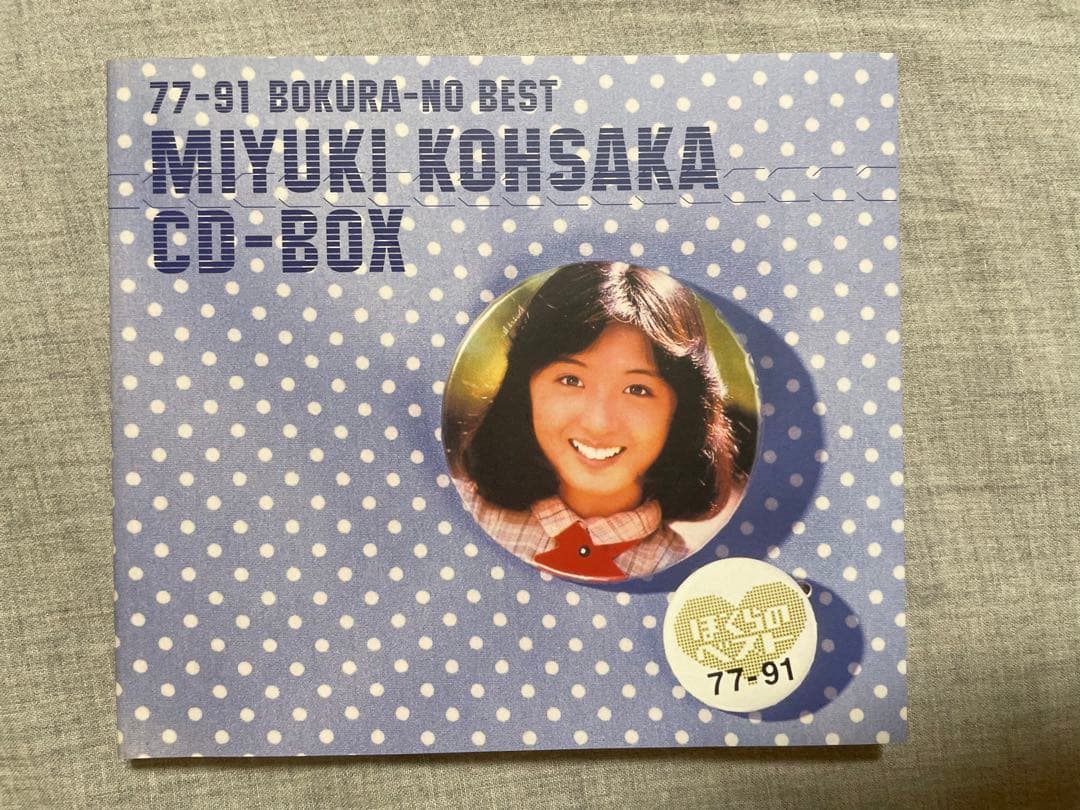 77-91 BOKURA-NO BEST
MIYUKI KOHSAKA
CD-BOX
ぼくらの
ベスト
77-91